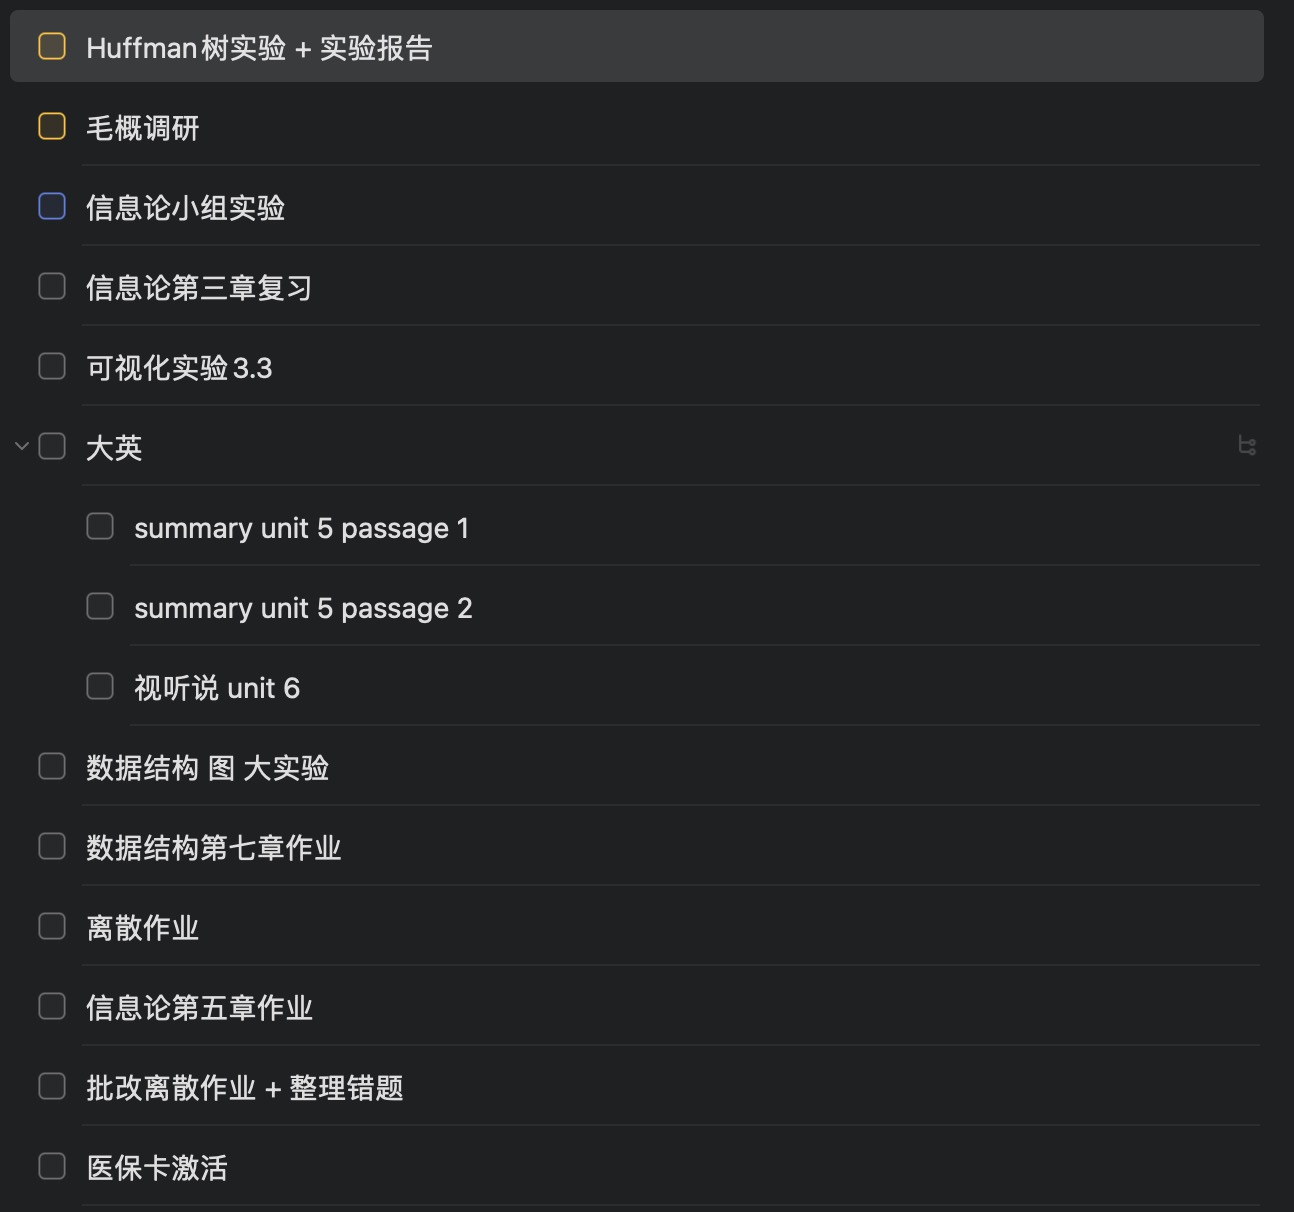 Huffman树实验 + 实验报告
毛概调研
信息论小组实验
信息论第三章复习
可视化实验3.3
大英
summary unit 5 passage 1
summary unit 5 passage 2
视听说 unit 6
数据结构 图 大实验
数据结构第七章作业
离散作业
信息论第五章作业
批改离散作业 + 整理错题
医保卡激活